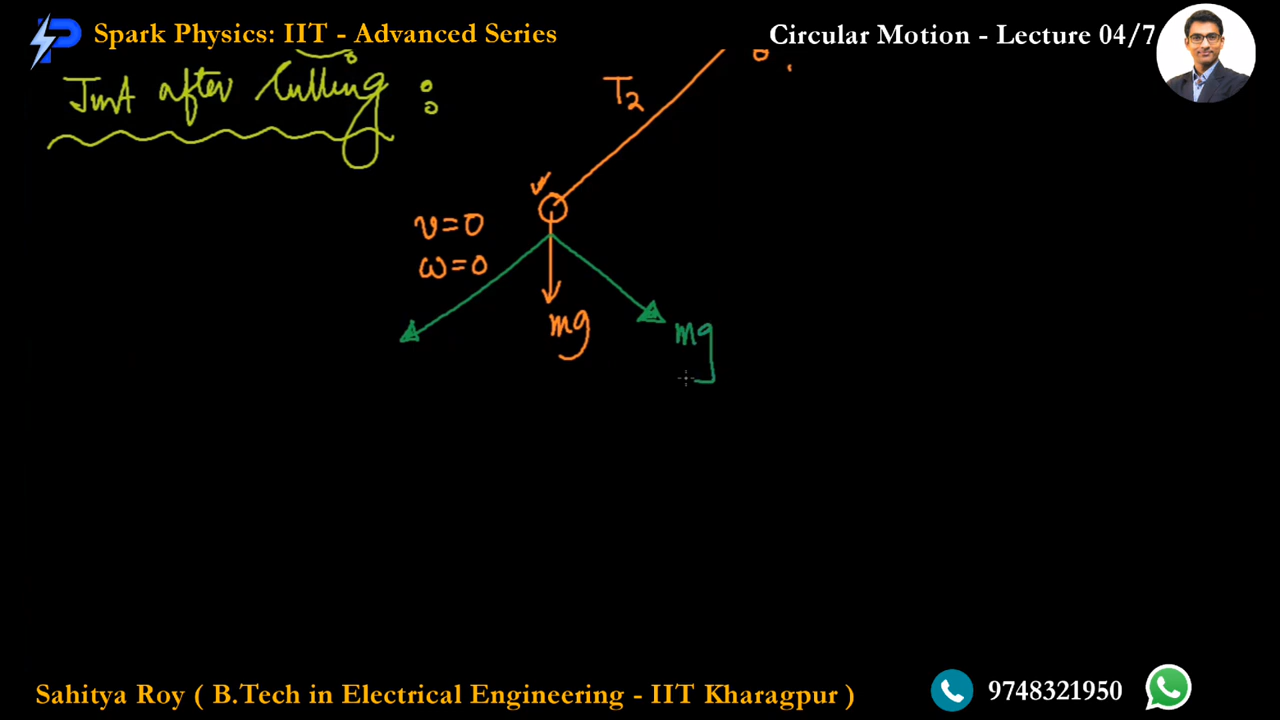 Spark Physics: IIT - Advanced Series
Circular Motion - Lecture 04/7
Just after Cutting :
T2
v=0
ω=0
mg
mg
Sahitya Roy ( B.Tech in Electrical Engineering - IIT Kharagpur )
9748321950